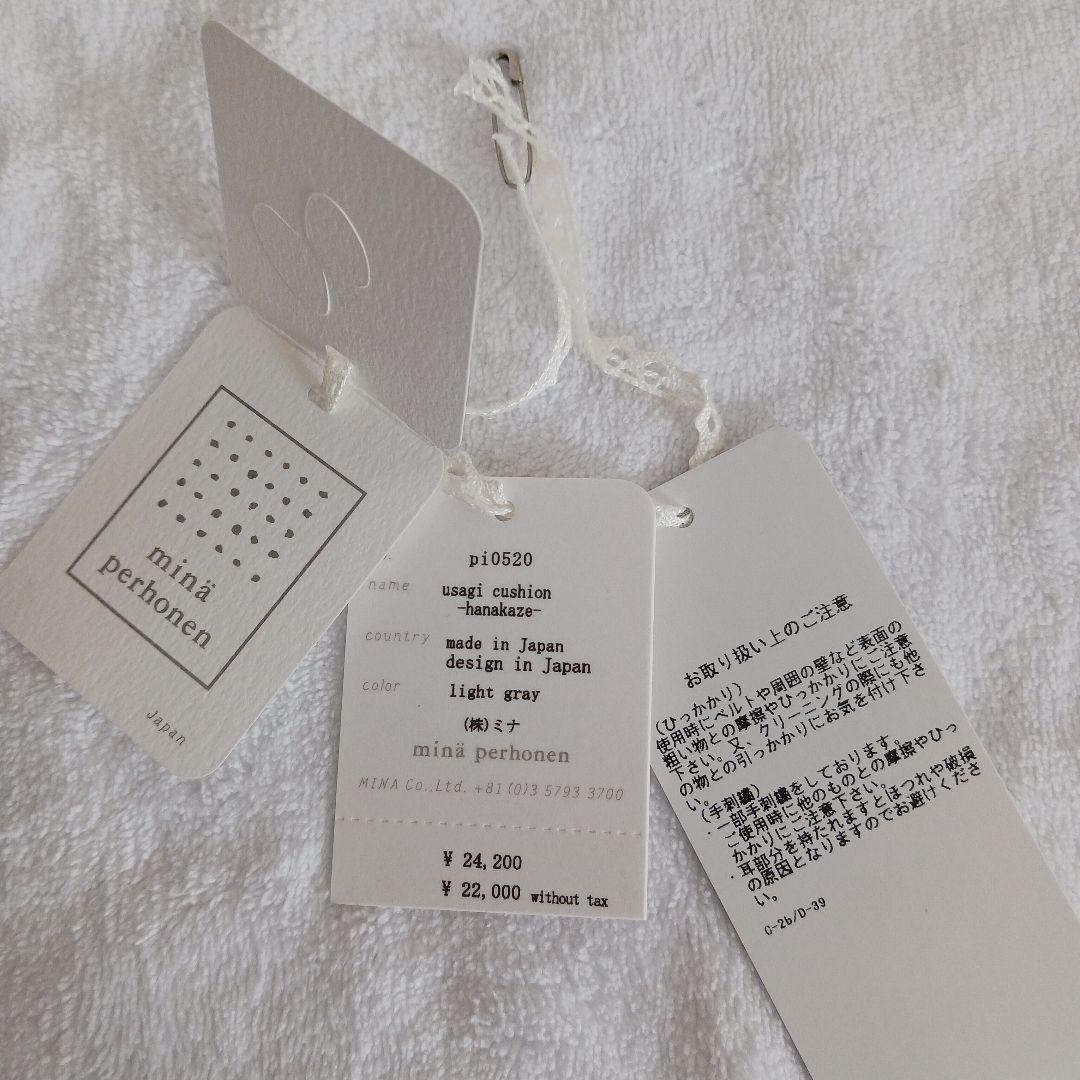 minä
perhonen
Japan
pi0520
name
usagi cushion
-hanakaze-
country
made in Japan
design in Japan
color
light gray
(株)ミナ
minä perhonen
MINA Co.,Ltd. +81 (0)3 5793 3700
¥ 24,200
¥ 22,000 without tax
お取り扱い上のご注意
(ひっかかり)
使用時にベルトや周囲の壁など表面の
粗い物との摩擦やひっかかりにご注意
下さい。又、クリーニングの際にも他
の物との引っかかりにお気を付け下さ
い。
(手刺繍)
・一部手刺繍をしております。
ご使用時に他のものとの摩擦やひっ
かかりにご注意下さい。
・耳部分を持たれますとほつれや破損
の原因となりますのでお避けくださ
い。
C-2b/D-39